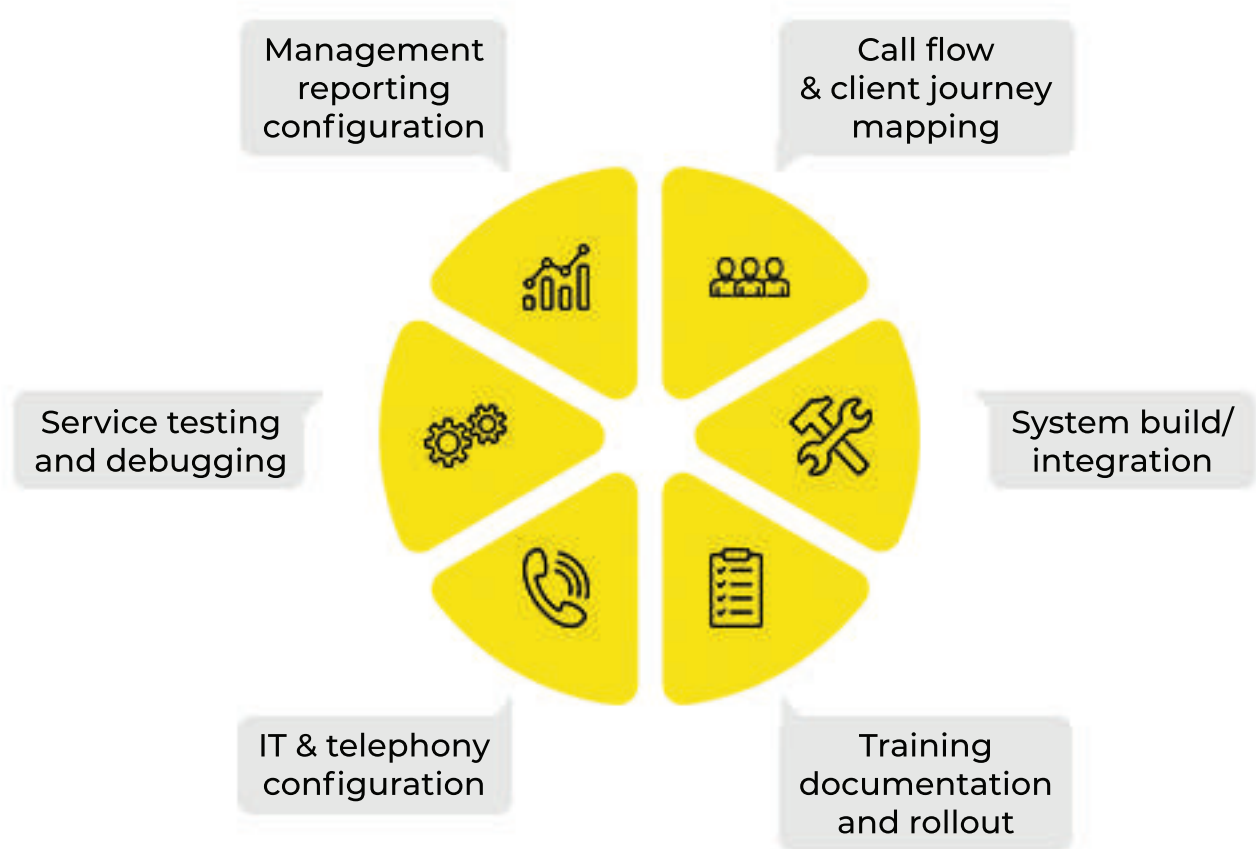 Management
reporting
configuration
Call flow
& client journey
mapping
Service testing
and debugging
System build/
integration
IT & telephony
configuration
Training
documentation
and rollout